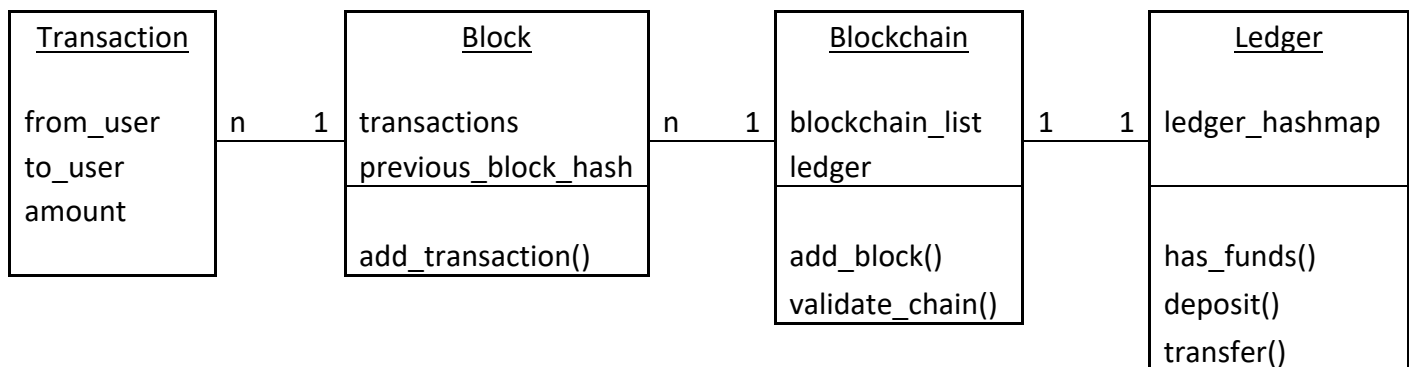 Transaction
from_user
to_user
amount
n 1
Block
transactions
previous_block_hash
add_transaction()
n 1
Blockchain
blockchain_list
ledger
add_block()
validate_chain()
1 1
Ledger
ledger_hashmap
has_funds()
deposit()
transfer()